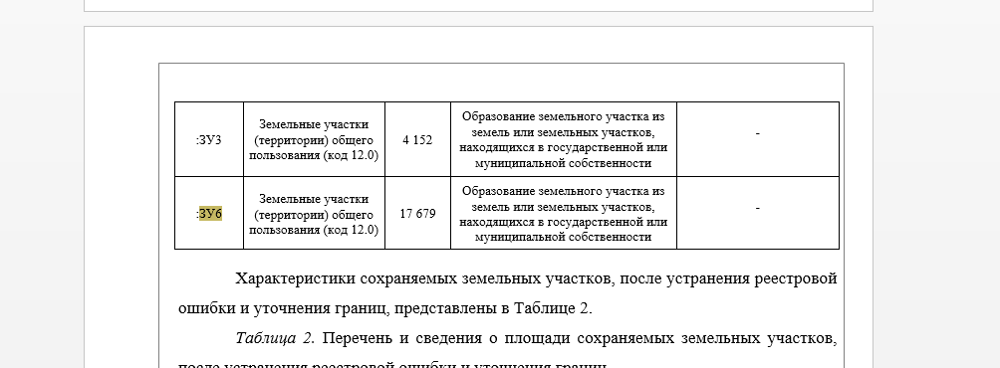 :ЗУ3
Земельные участки
(территории) общего
пользования (код 12.0)
4 152
Образование земельного участка из
земель или земельных участков,
находящихся в государственной или
муниципальной собственности
-
:ЗУ6
Земельные участки
(территории) общего
пользования (код 12.0)
17 679
Образование земельного участка из
земель или земельных участков,
находящихся в государственной или
муниципальной собственности
-
Характеристики сохраняемых земельных участков, после устранения реестровой
ошибки и уточнения границ, представлены в Таблице 2.
Таблица 2. Перечень и сведения о площади сохраняемых земельных участков,
после устранения реестровой ошибки и уточнения границ